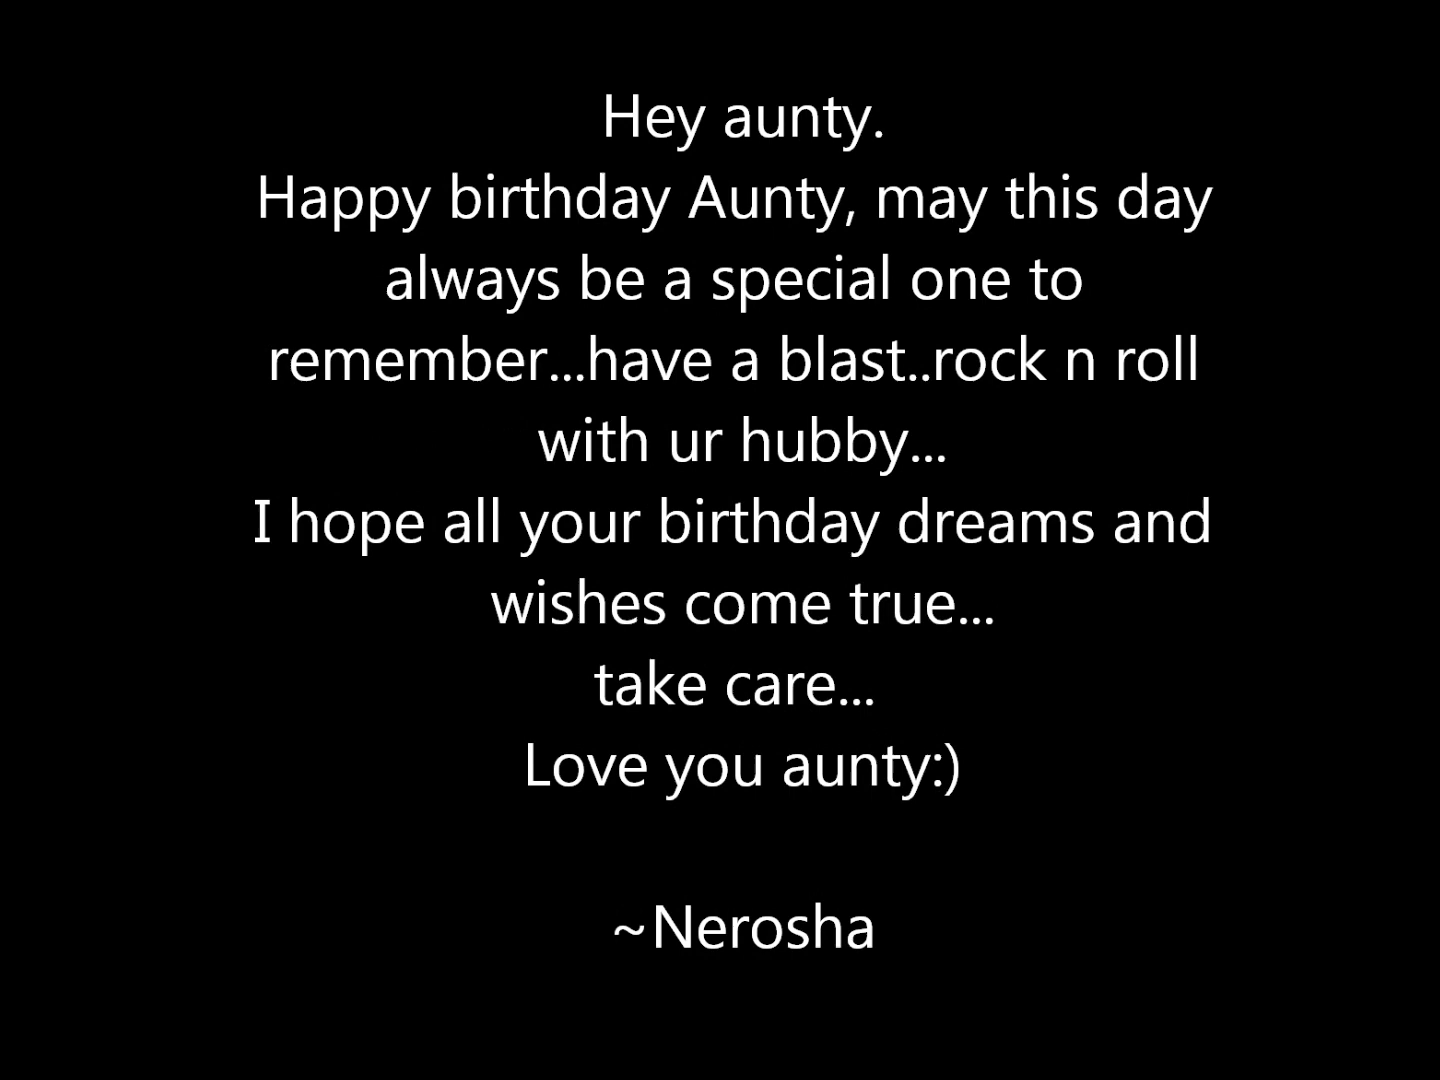 Hey aunty.
Happy birthday Aunty, may this day
always be a special one to
remember...have a blast..rock n roll
with ur hubby...
I hope all your birthday dreams and
wishes come true...
take care...
Love you aunty:)
~Nerosha